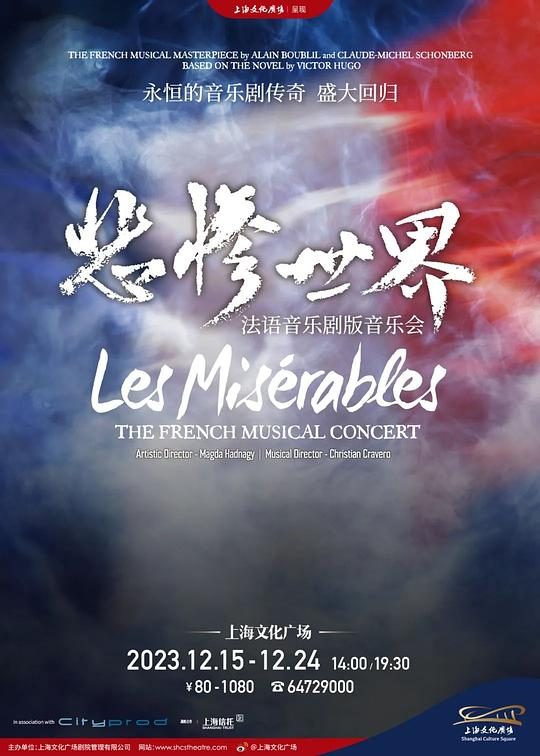 上海文化广场 | 呈现
THE FRENCH MUSICAL MASTERPIECE by ALAIN BOUBLIL and CLAUDE-MICHEL SCHONBERG
BASED ON THE NOVEL by VICTOR HUGO
永恒的音乐剧传奇 盛大回归
悲惨世界
法语音乐剧版音乐会
Les Misérables
THE FRENCH MUSICAL CONCERT
Artistic Director - Magda Hadnagy | Musical Director - Christian Cravero
上海文化广场
2023.12.15 - 12.24 14:00 / 19:30
¥ 80 - 1080 ☎ 64729000
In association with Cityprod 上海信托 SHANGHAI TRUST
上海文化广场
Shanghai Culture Square
主办单位:上海文化广场剧院管理有限公司 网站:www.shcstheatre.com @上海文化广场